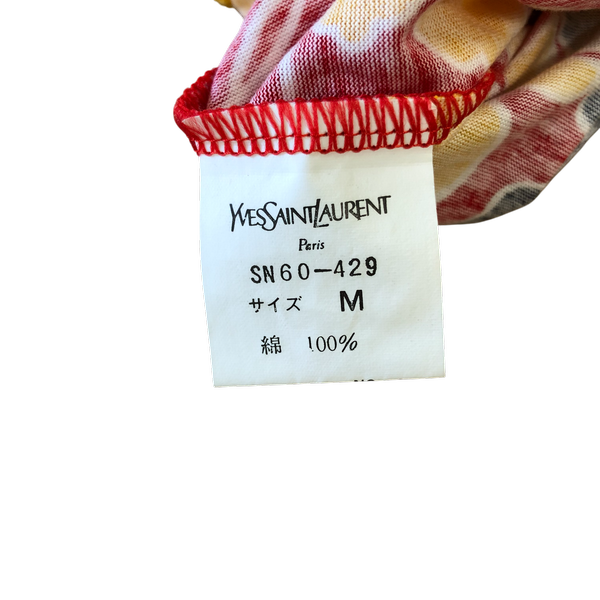 YVESSAINTLAURENT
Paris
SN60-429
サイズ M
綿 100%